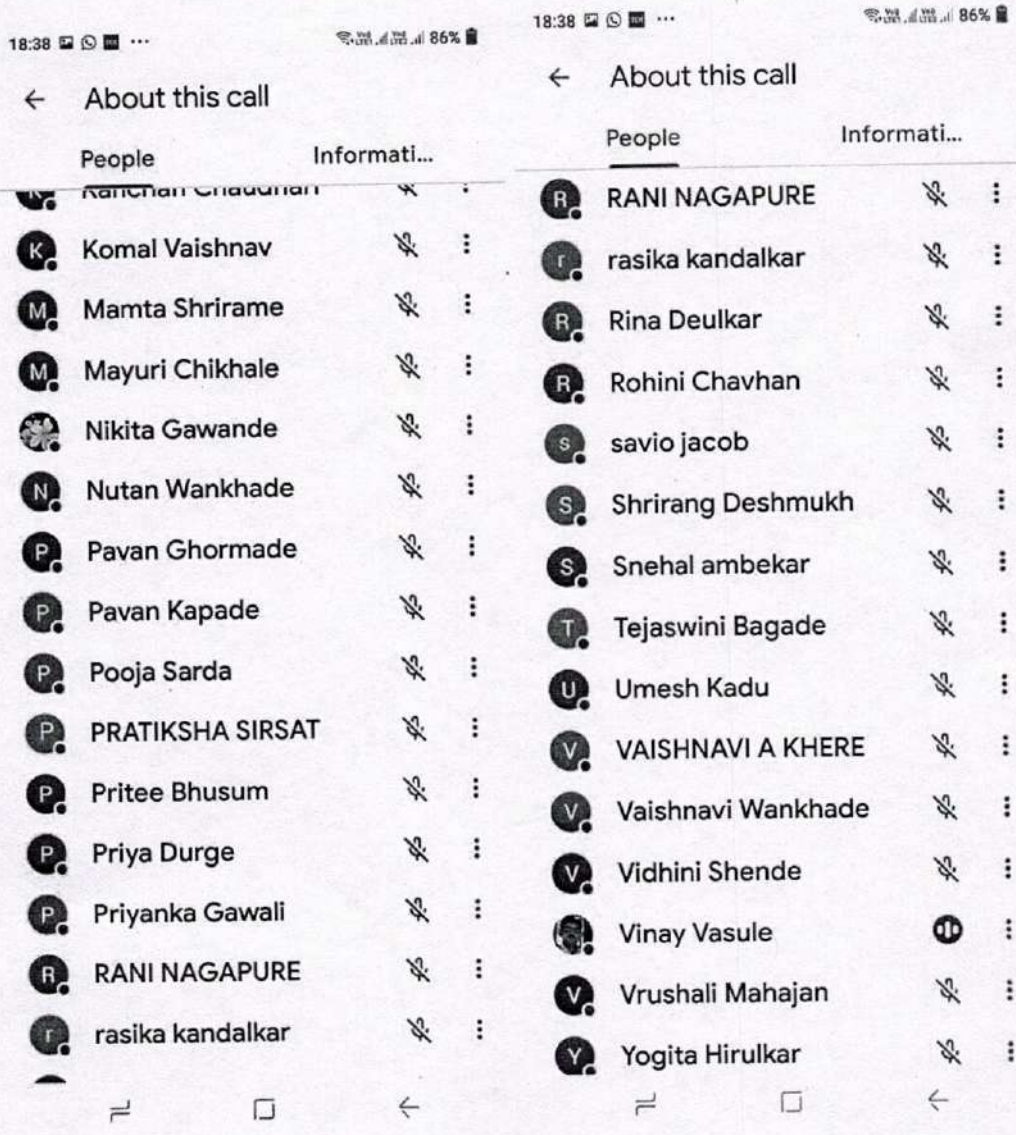 18:38 86%
About this call
People Informati...
K Kanchan Chaudhari
K Komal Vaishnav
M Mamta Shrirame
M Mayuri Chikhale
Nikita Gawande
N Nutan Wankhade
P Pavan Ghormade
P Pavan Kapade
P Pooja Sarda
P PRATIKSHA SIRSAT
P Pritee Bhusum
P Priya Durge
P Priyanka Gawali
R RANI NAGAPURE
r rasika kandalkar
18:38 86%
About this call
People Informati...
R RANI NAGAPURE
r rasika kandalkar
R Rina Deulkar
R Rohini Chavhan
s savio jacob
S Shrirang Deshmukh
S Snehal ambekar
T Tejaswini Bagade
U Umesh Kadu
V VAISHNAVI A KHERE
V Vaishnavi Wankhade
V Vidhini Shende
Vinay Vasule
V Vrushali Mahajan
Y Yogita Hirulkar